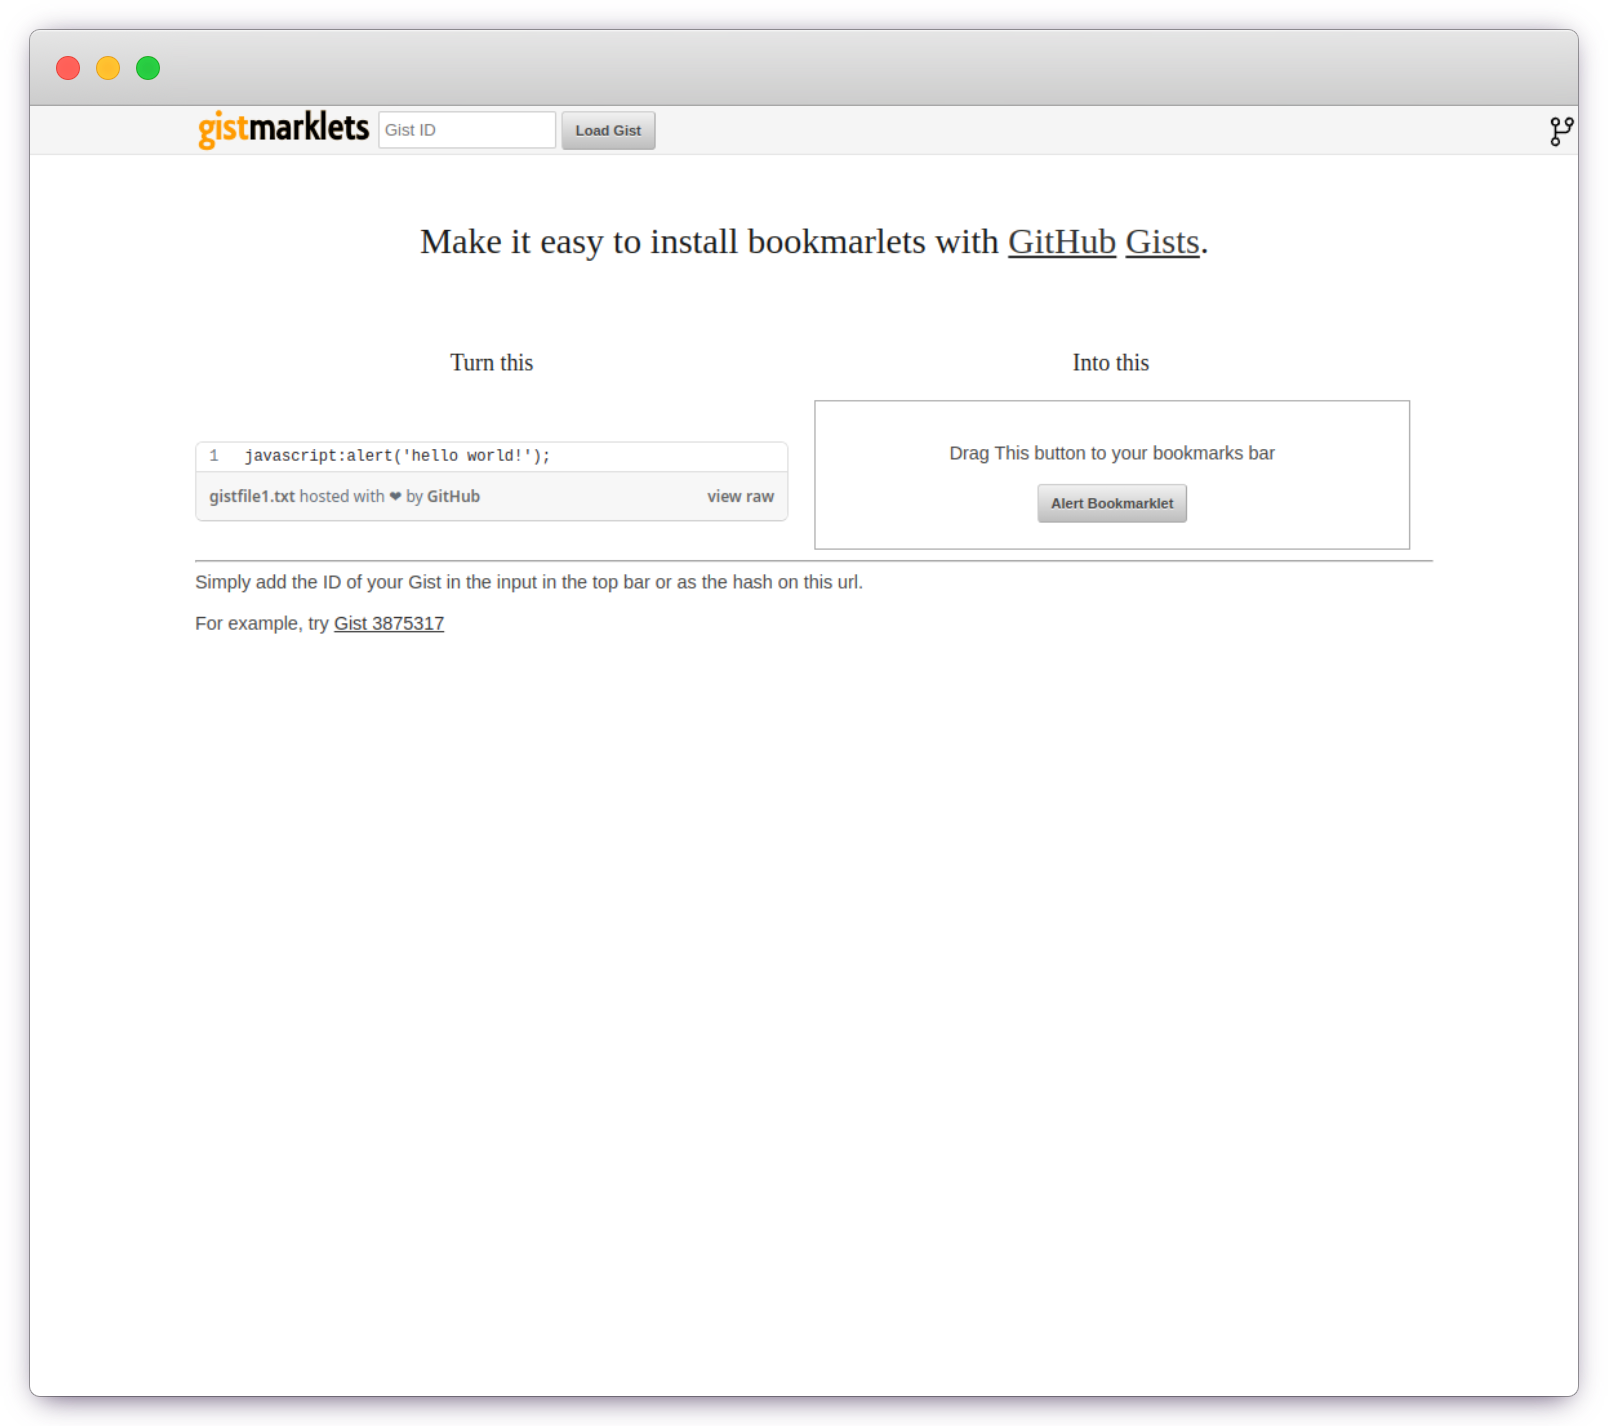 gistmarklets Gist ID Load Gist
Make it easy to install bookmarlets with GitHub Gists.
Turn this
1 javascript:alert('hello world!');
gistfile1.txt hosted with ❤ by GitHub view raw
Into this
Drag This button to your bookmarks bar
Alert Bookmarklet
Simply add the ID of your Gist in the input in the top bar or as the hash on this url.
For example, try Gist 3875317